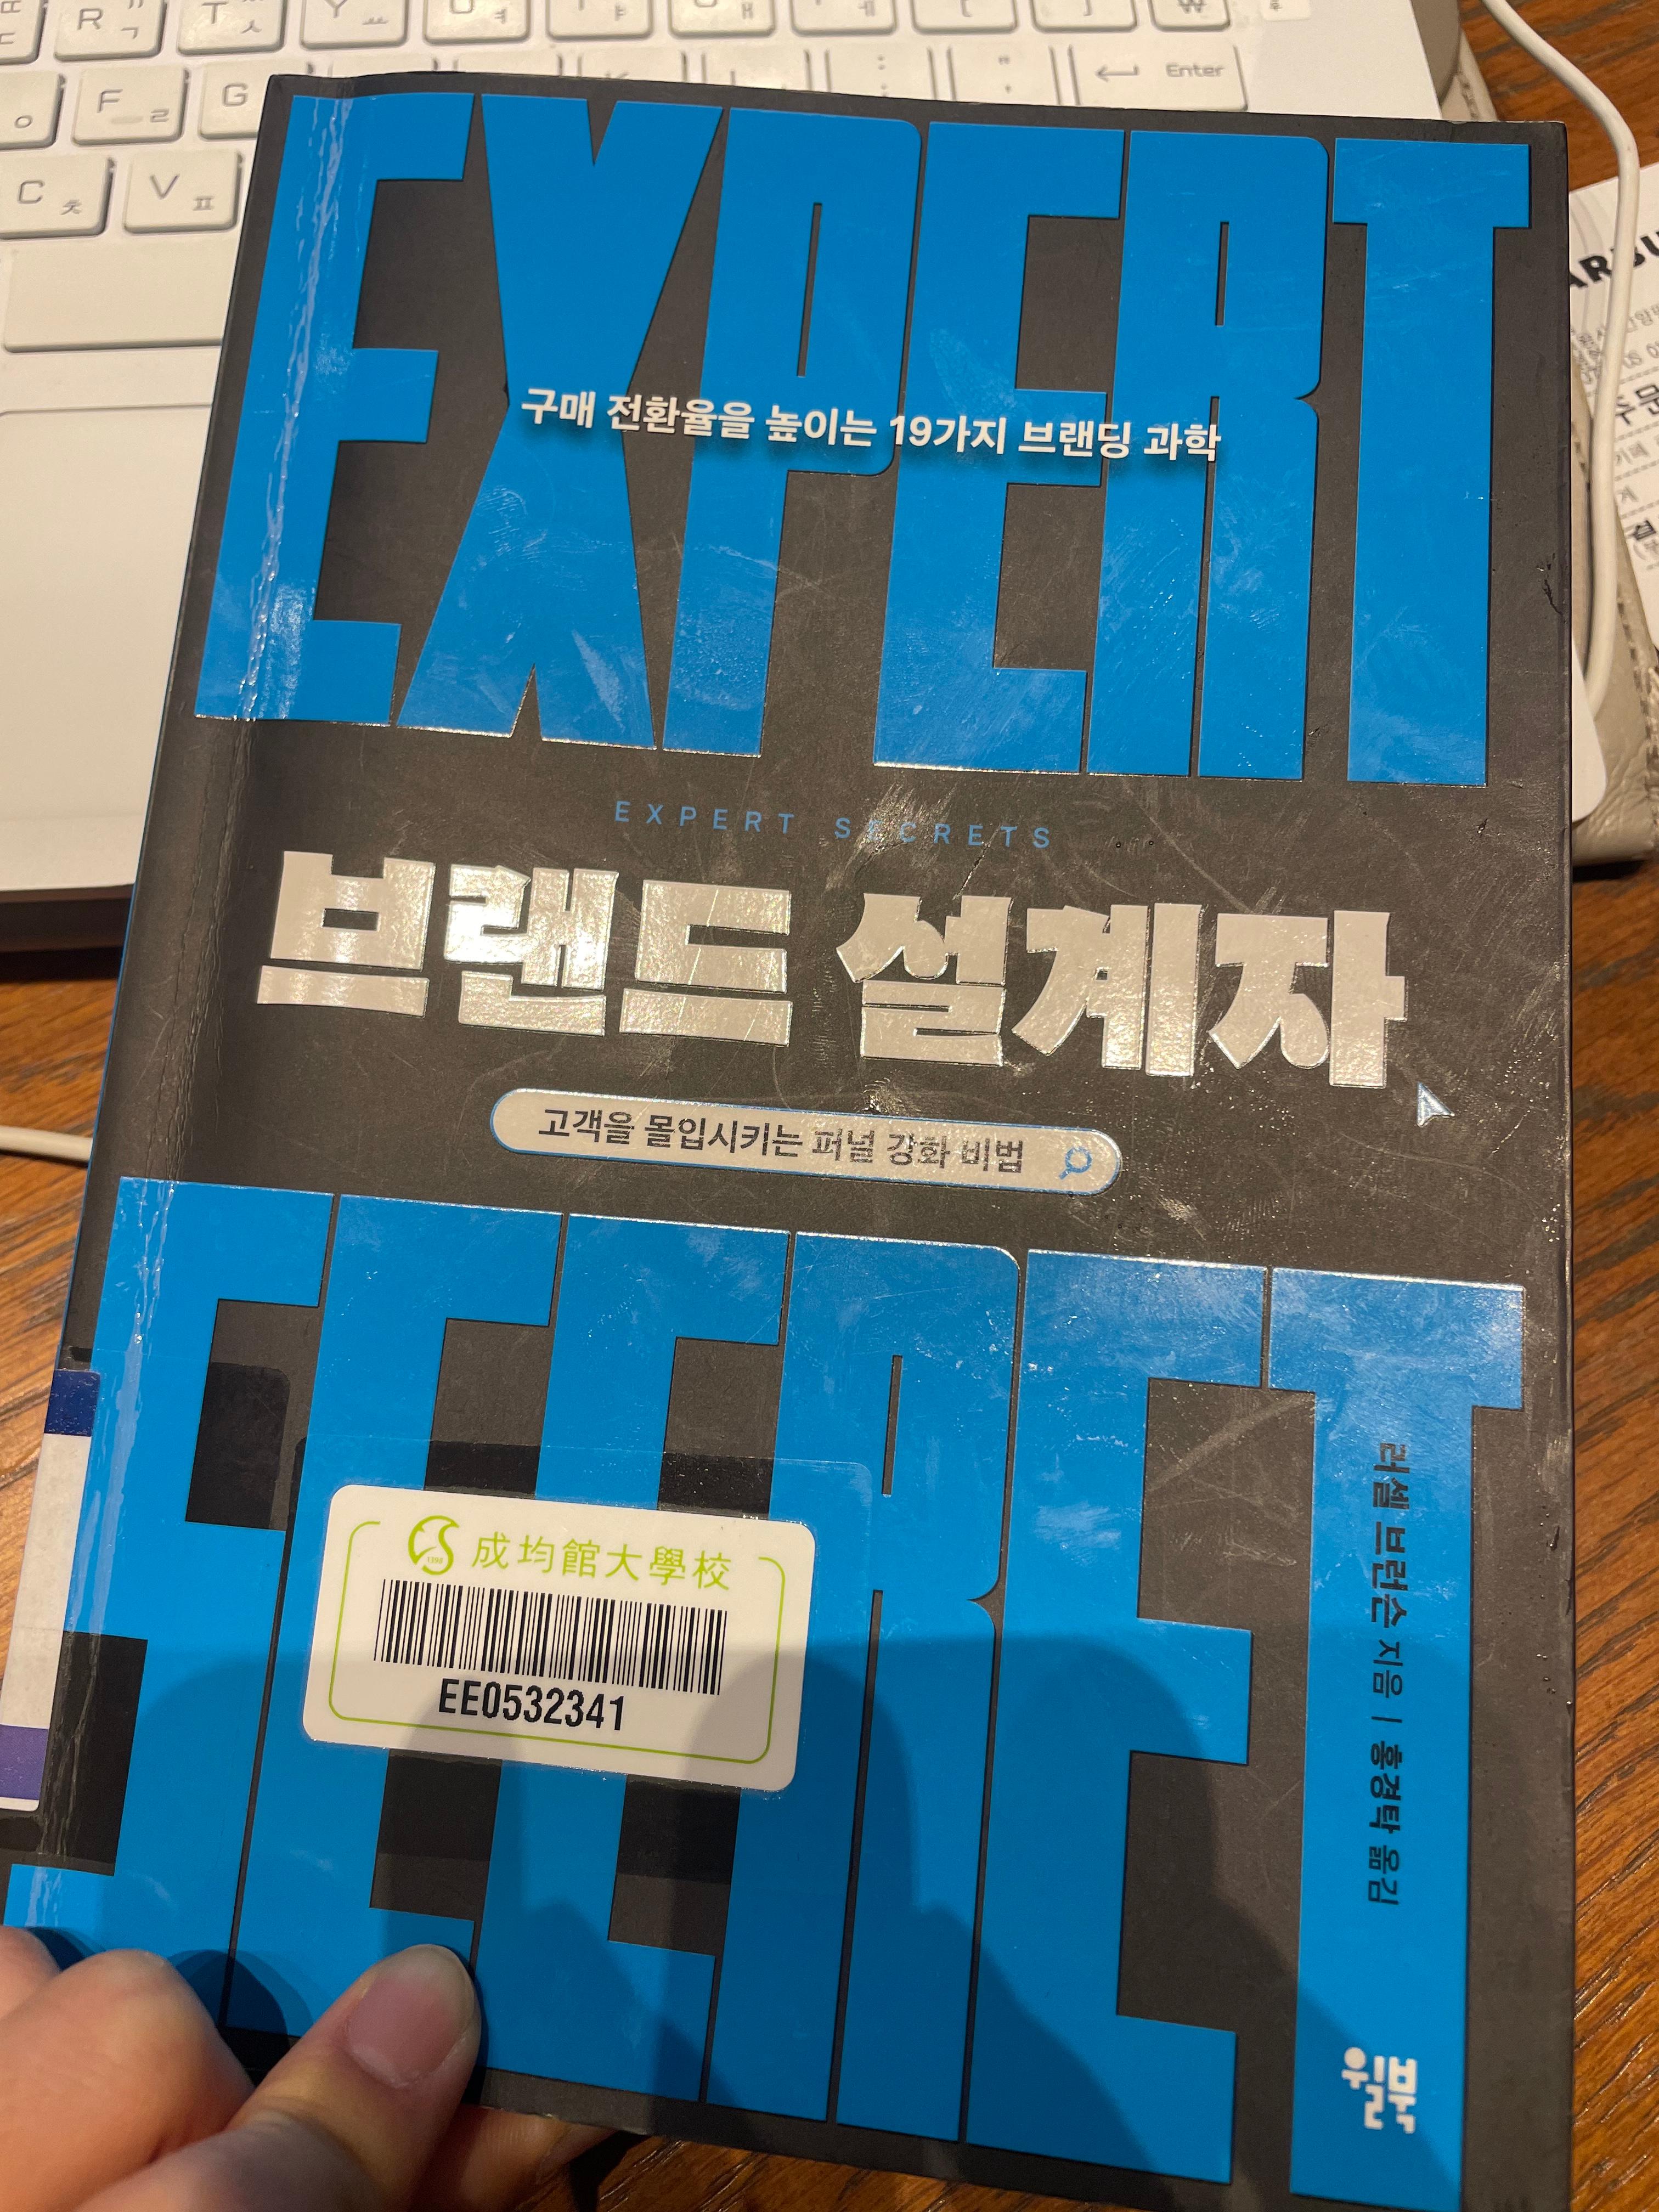 R ㄱ
T
Y ㅛ
Enter
F ㄹ
G
C ㅊ
V ㅍ
EXPERT
구매 전환율을 높이는 19가지 브랜딩 과학
EXPERT SECRETS
브랜드 설계자
고객을 몰입시키는 퍼널 강화 비법
SECRET
成均館大學校
EE0532341
러셀 브런슨 지음 | 홍경탁 옮김
윌북
주문